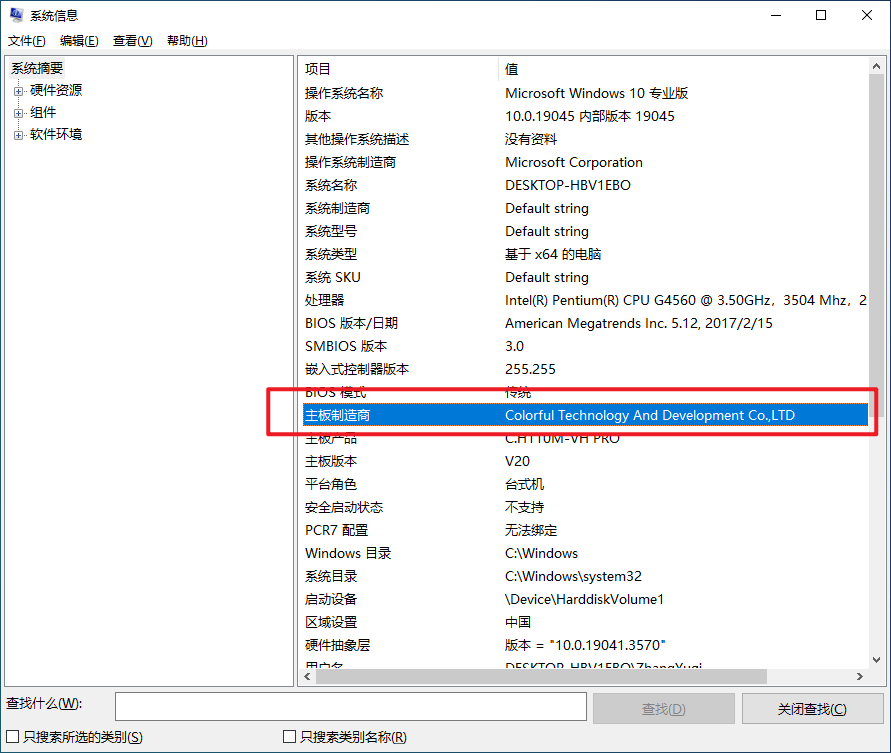 系统信息
文件(F) 编辑(E) 查看(V) 帮助(H)
系统摘要
硬件资源
组件
软件环境
项目 值
操作系统名称 Microsoft Windows 10 专业版
版本 10.0.19045 内部版本 19045
其他操作系统描述 没有资料
操作系统制造商 Microsoft Corporation
系统名称 DESKTOP-HBV1EBO
系统制造商 Default string
系统型号 Default string
系统类型 基于 x64 的电脑
系统 SKU Default string
处理器 Intel(R) Pentium(R) CPU G4560 @ 3.50GHz，3504 Mhz，2
BIOS 版本/日期 American Megatrends Inc. 5.12, 2017/2/15
SMBIOS 版本 3.0
嵌入式控制器版本 255.255
BIOS 模式 传统
主板制造商 Colorful Technology And Development Co.,LTD
主板产品 C.H110M-VH PRO
主板版本 V20
平台角色 台式机
安全启动状态 不支持
PCR7 配置 无法绑定
Windows 目录 C:\Windows
系统目录 C:\Windows\system32
启动设备 \Device\HarddiskVolume1
区域设置 中国
硬件抽象层 版本 = "10.0.19041.3570"
用户名 DESKTOP-HBV1EBO\ZhangYuqi
查找什么(W):
查找(D) 关闭查找(C)
只搜索所选的类别(S) 只搜索类别名称(R)